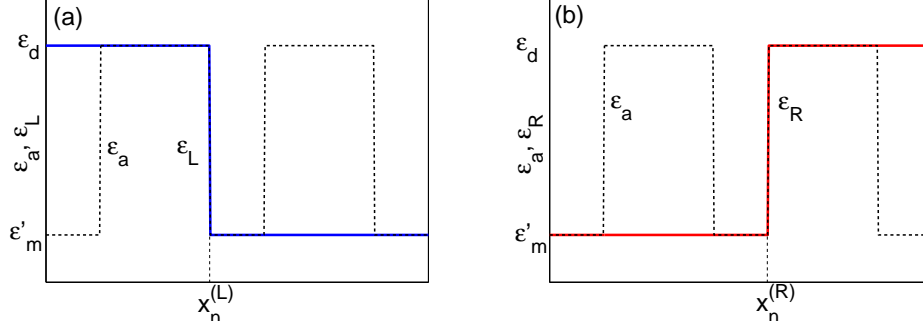 (a)
ε_d
ε_a, ε_L
ε_a
ε_L
ε'_m
x_n^(L)
(b)
ε_d
ε_a, ε_R
ε_a
ε_R
ε'_m
x_n^(R)